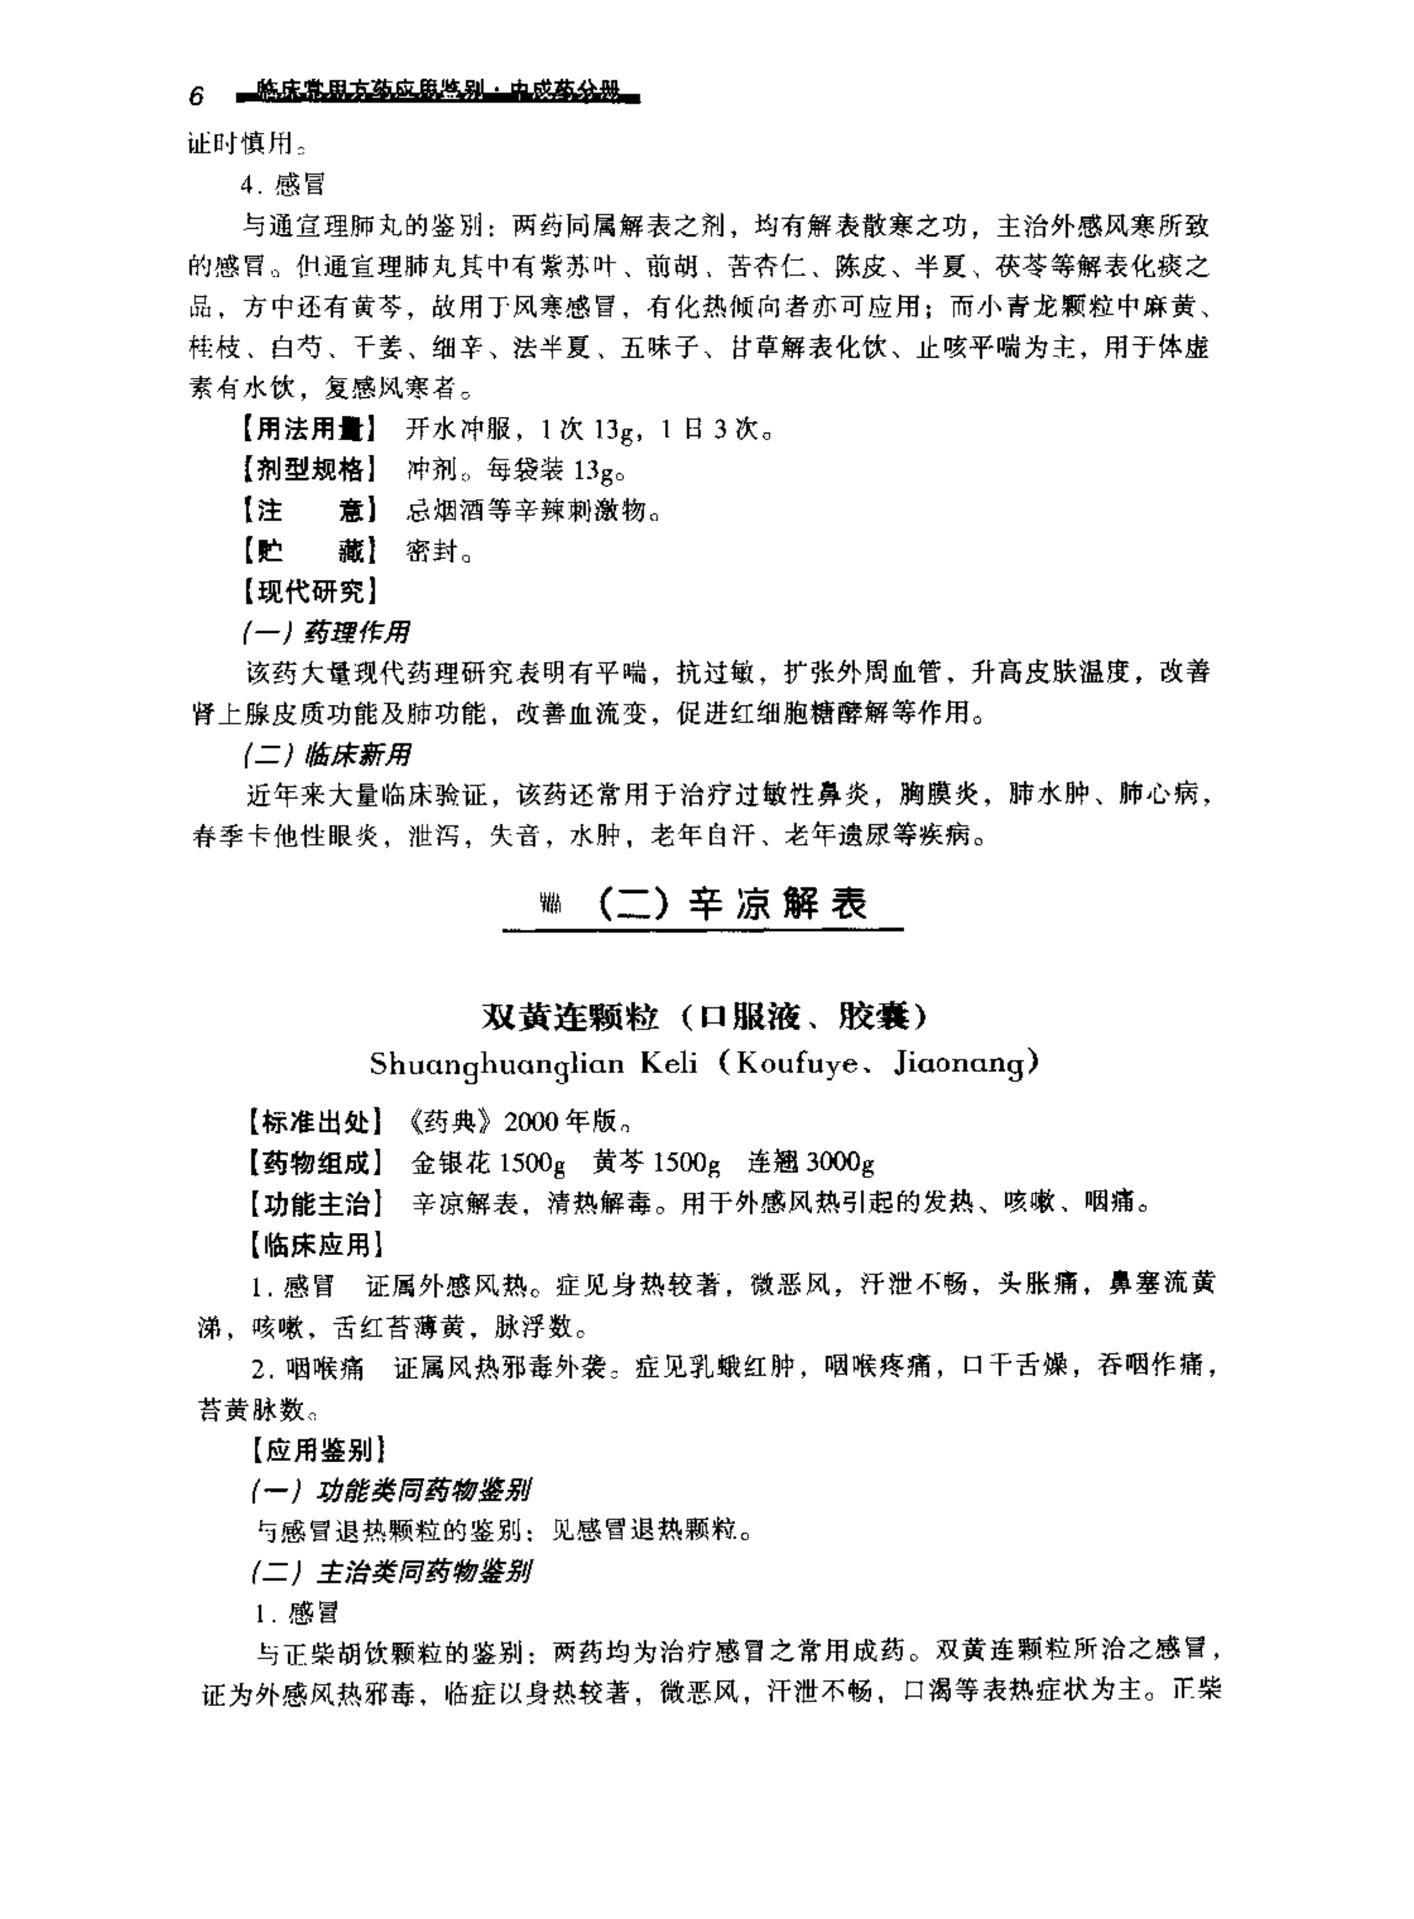 6 临床常用方药应用鉴别·中成药分册
证时慎用。
4. 感冒
与通宣理肺丸的鉴别：两药同属解表之剂，均有解表散寒之功，主治外感风寒所致
的感冒。但通宣理肺丸其中有紫苏叶、前胡、苦杏仁、陈皮、半夏、茯苓等解表化痰之
品，方中还有黄芩，故用于风寒感冒，有化热倾向者亦可应用；而小青龙颗粒中麻黄、
桂枝、白芍、干姜、细辛、法半夏、五味子、甘草解表化饮、止咳平喘为主，用于体虚
素有水饮，复感风寒者。
【用法用量】 开水冲服，1次13g，1日3次。
【剂型规格】 冲剂。每袋装13g。
【注　　意】 忌烟酒等辛辣刺激物。
【贮　　藏】 密封。
【现代研究】
(一) 药理作用
该药大量现代药理研究表明有平喘，抗过敏，扩张外周血管，升高皮肤温度，改善
肾上腺皮质功能及肺功能，改善血流变，促进红细胞糖酵解等作用。
(二) 临床新用
近年来大量临床验证，该药还常用于治疗过敏性鼻炎，胸膜炎，肺水肿、肺心病，
春季卡他性眼炎，泄泻，失音，水肿，老年自汗、老年遗尿等疾病。
（二）辛凉解表
双黄连颗粒（口服液、胶囊）
Shuanghuanglian Keli（Koufuye、Jiaonang）
【标准出处】 《药典》2000年版。
【药物组成】 金银花1500g　黄芩1500g　连翘3000g
【功能主治】 辛凉解表，清热解毒。用于外感风热引起的发热、咳嗽、咽痛。
【临床应用】
1. 感冒　证属外感风热。症见身热较著，微恶风，汗泄不畅，头胀痛，鼻塞流黄
涕，咳嗽，舌红苔薄黄，脉浮数。
2. 咽喉痛　证属风热邪毒外袭。症见乳蛾红肿，咽喉疼痛，口干舌燥，吞咽作痛，
苔黄脉数。
【应用鉴别】
(一) 功能类同药物鉴别
与感冒退热颗粒的鉴别：见感冒退热颗粒。
(二) 主治类同药物鉴别
1. 感冒
与正柴胡饮颗粒的鉴别：两药均为治疗感冒之常用成药。双黄连颗粒所治之感冒，
证为外感风热邪毒，临症以身热较著，微恶风，汗泄不畅，口渴等表热症状为主。正柴